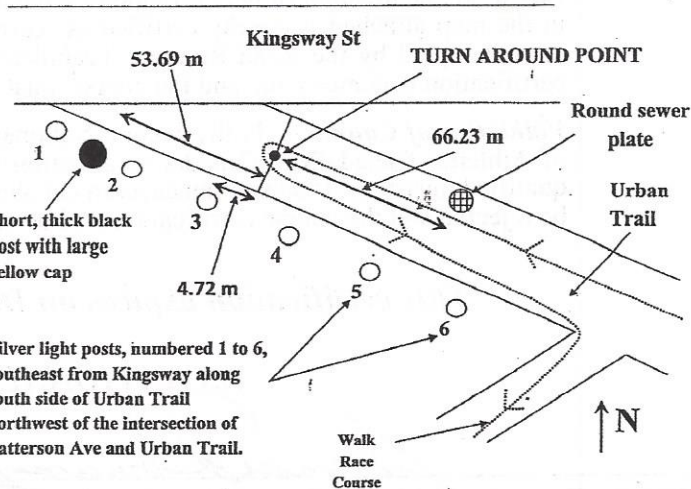 Kingsway St
53.69 m
TURN AROUND POINT
66.23 m
Round sewer
plate
Urban
Trail
1
2
3
4
5
6
hort, thick black
ost with large
ellow cap
4.72 m
ilver light posts, numbered 1 to 6,
outheast from Kingsway along
outh side of Urban Trail
orthwest of the intersection of
atterson Ave and Urban Trail.
Walk
Race
Course
N